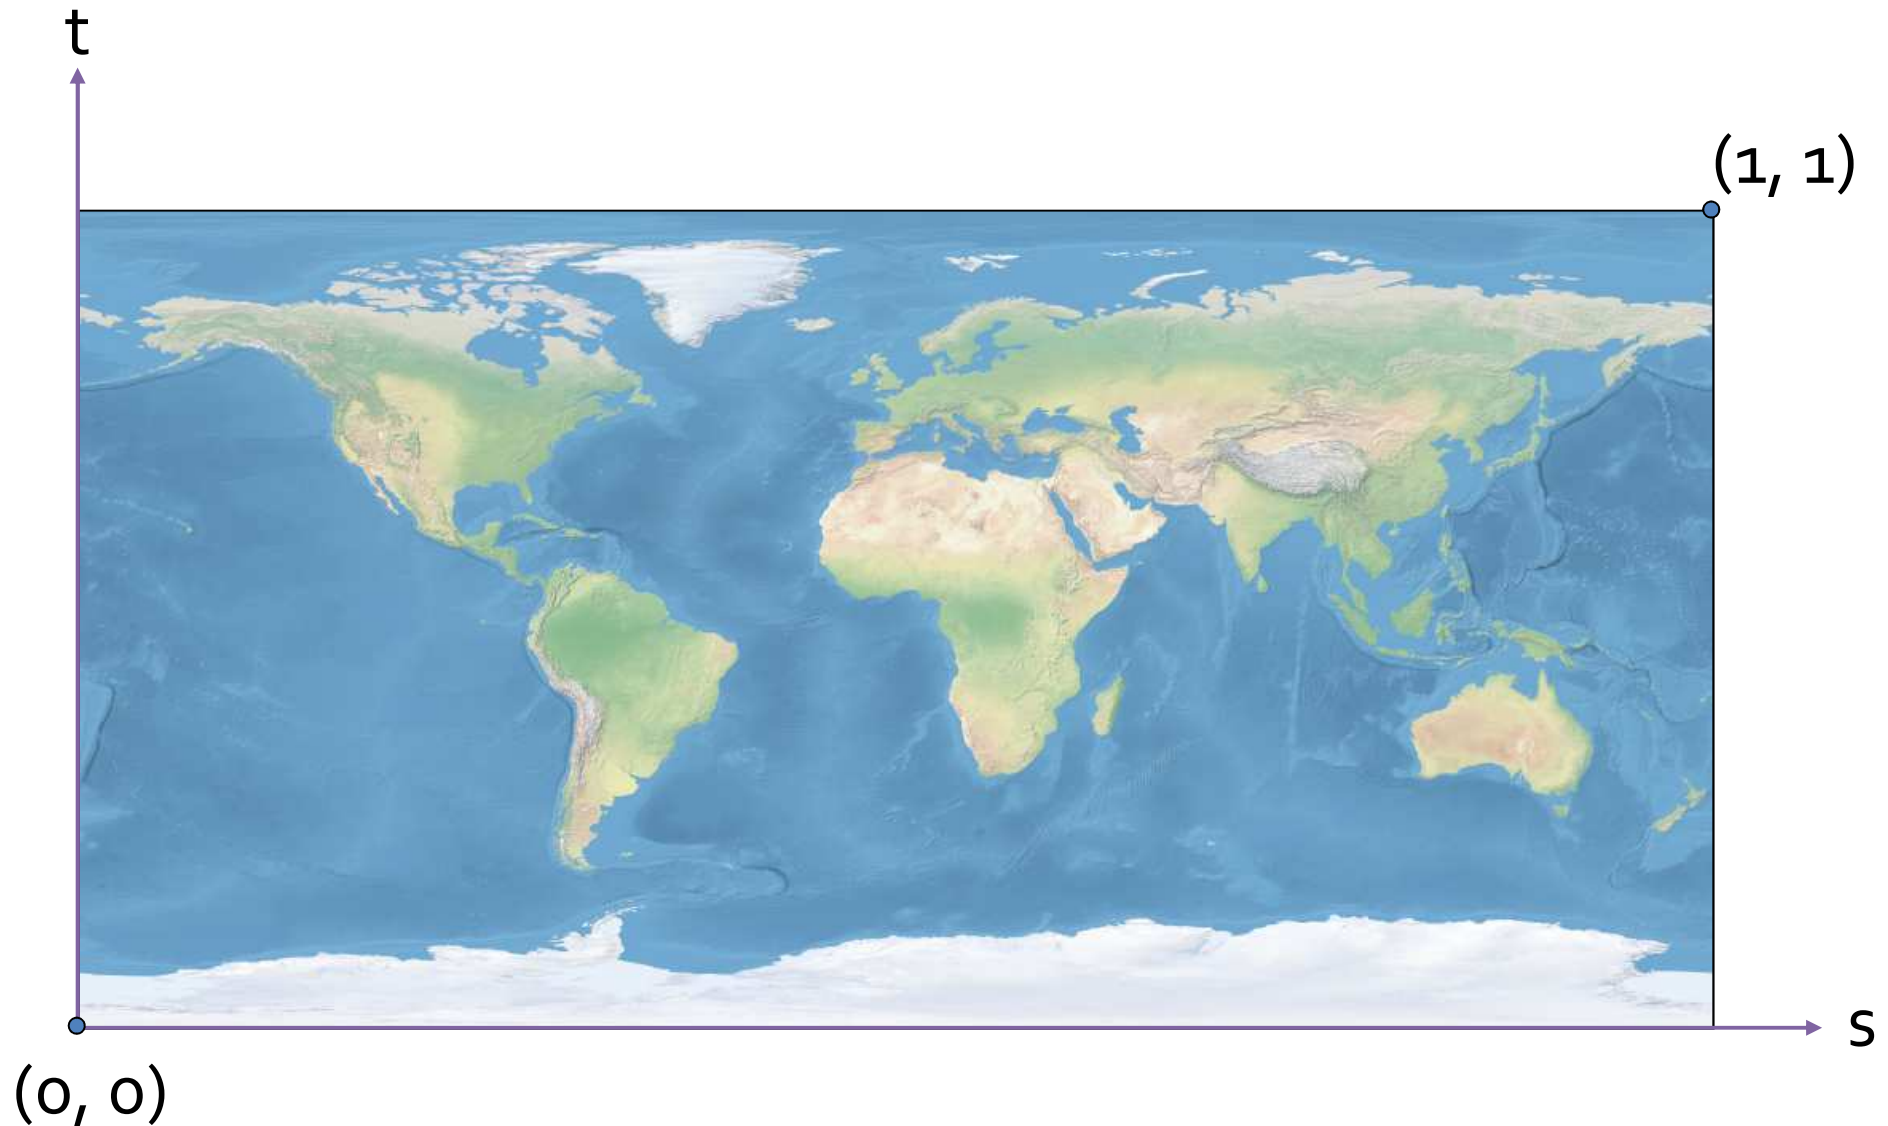 t
(1, 1)
s
(0, 0)